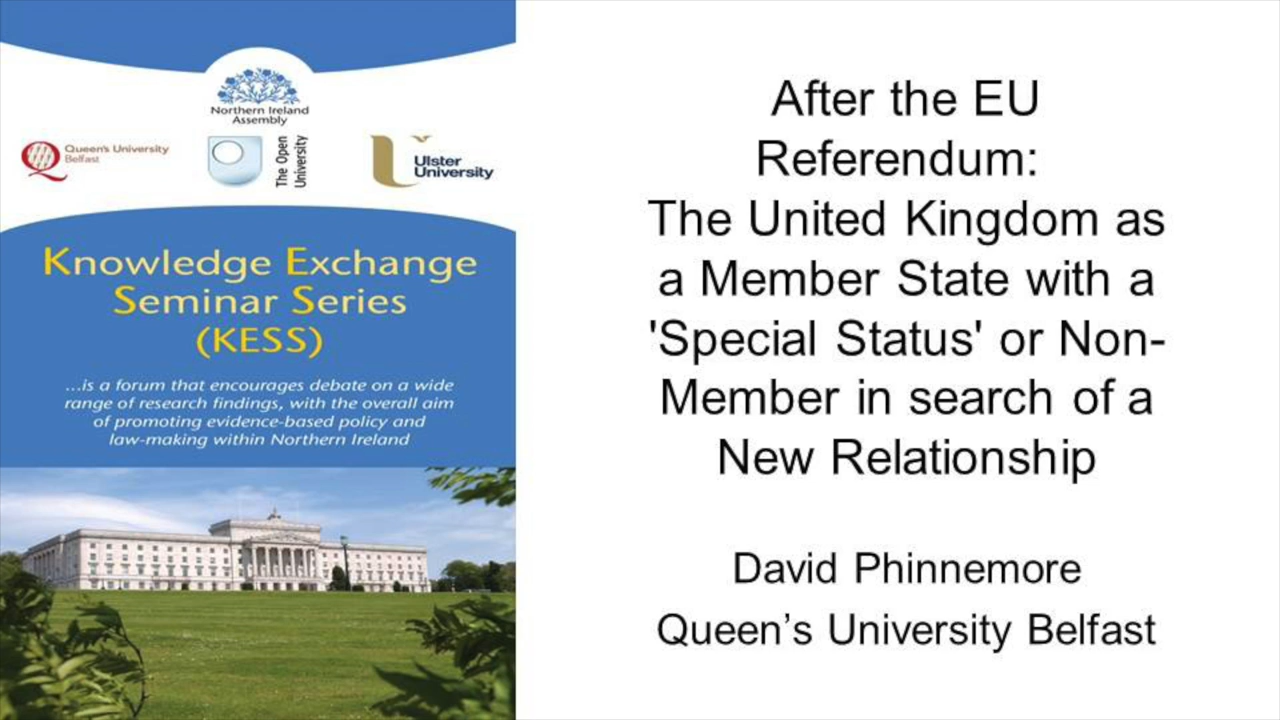 Northern Ireland
Assembly
Queen's University
Belfast
The Open
University
Ulster
University
Knowledge Exchange
Seminar Series
(KESS)
...is a forum that encourages debate on a wide
range of research findings, with the overall aim
of promoting evidence-based policy and
law-making within Northern Ireland
After the EU
Referendum:
The United Kingdom as
a Member State with a
'Special Status' or Non-
Member in search of a
New Relationship
David Phinnemore
Queen’s University Belfast